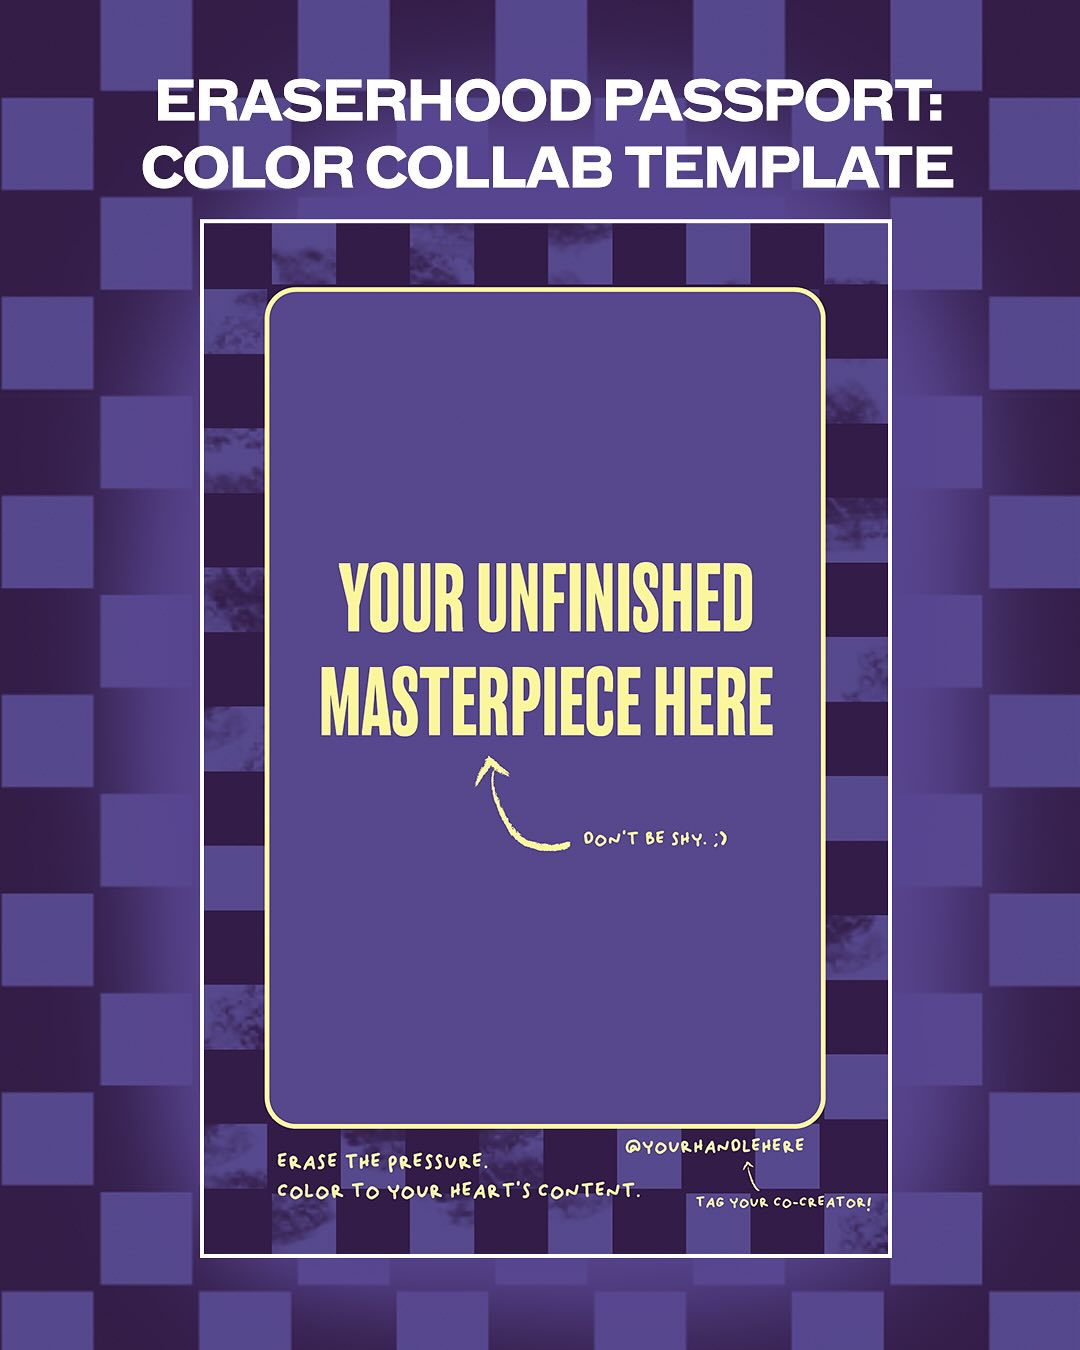 ERASERHOOD PASSPORT:
COLOR COLLAB TEMPLATE
YOUR UNFINISHED
MASTERPIECE HERE
DON'T BE SHY. ;)
@YOURHANDLEHERE
ERASE THE PRESSURE.
COLOR TO YOUR HEART'S CONTENT.
TAG YOUR CO-CREATOR!